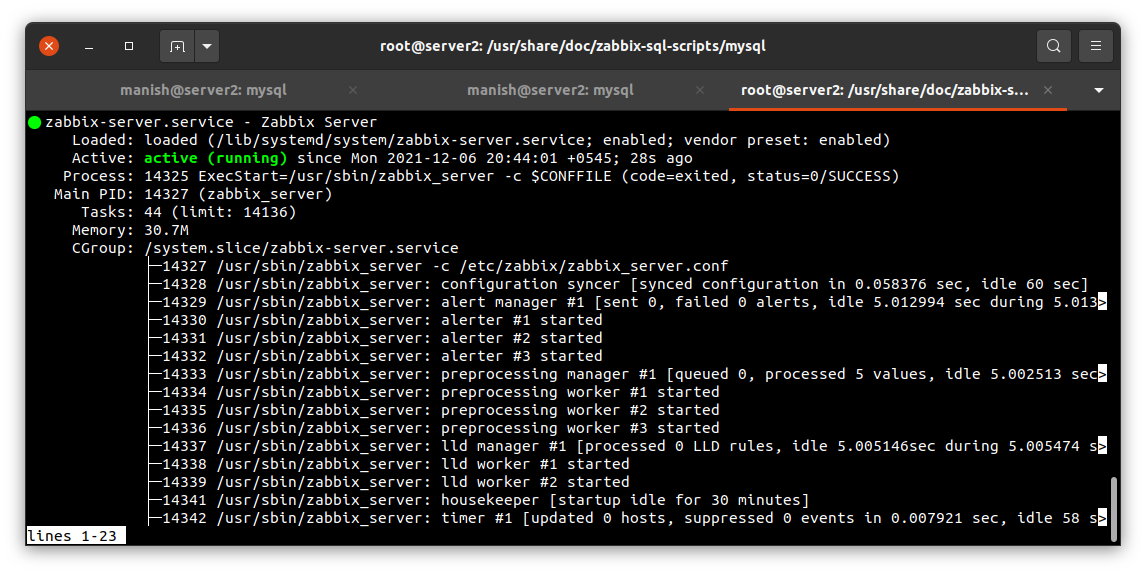 root@server2: /usr/share/doc/zabbix-sql-scripts/mysql
manish@server2: mysql
manish@server2: mysql
root@server2: /usr/share/doc/zabbix-s...
zabbix-server.service - Zabbix Server
Loaded: loaded (/lib/systemd/system/zabbix-server.service; enabled; vendor preset: enabled)
Active: active (running) since Mon 2021-12-06 20:44:01 +0545; 28s ago
Process: 14325 ExecStart=/usr/sbin/zabbix_server -c $CONFFILE (code=exited, status=0/SUCCESS)
Main PID: 14327 (zabbix_server)
Tasks: 44 (limit: 14136)
Memory: 30.7M
CGroup: /system.slice/zabbix-server.service
├─14327 /usr/sbin/zabbix_server -c /etc/zabbix/zabbix_server.conf
├─14328 /usr/sbin/zabbix_server: configuration syncer [synced configuration in 0.058376 sec, idle 60 sec]
├─14329 /usr/sbin/zabbix_server: alert manager #1 [sent 0, failed 0 alerts, idle 5.012994 sec during 5.013>
├─14330 /usr/sbin/zabbix_server: alerter #1 started
├─14331 /usr/sbin/zabbix_server: alerter #2 started
├─14332 /usr/sbin/zabbix_server: alerter #3 started
├─14333 /usr/sbin/zabbix_server: preprocessing manager #1 [queued 0, processed 5 values, idle 5.002513 sec>
├─14334 /usr/sbin/zabbix_server: preprocessing worker #1 started
├─14335 /usr/sbin/zabbix_server: preprocessing worker #2 started
├─14336 /usr/sbin/zabbix_server: preprocessing worker #3 started
├─14337 /usr/sbin/zabbix_server: lld manager #1 [processed 0 LLD rules, idle 5.005146sec during 5.005474 s>
├─14338 /usr/sbin/zabbix_server: lld worker #1 started
├─14339 /usr/sbin/zabbix_server: lld worker #2 started
├─14341 /usr/sbin/zabbix_server: housekeeper [startup idle for 30 minutes]
├─14342 /usr/sbin/zabbix_server: timer #1 [updated 0 hosts, suppressed 0 events in 0.007921 sec, idle 58 s>
lines 1-23